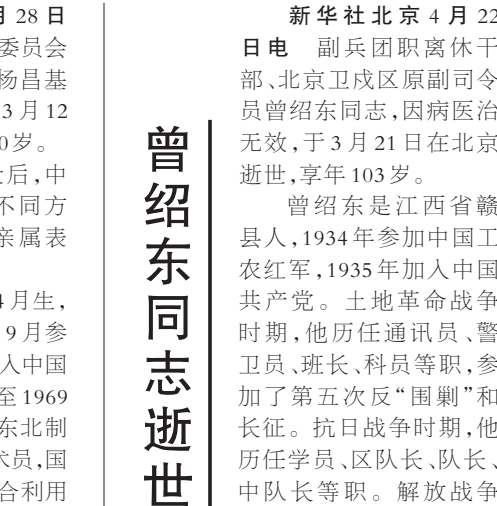 月 28 日
委员会
杨昌基
3 月 12
0岁。
后，中
不同方
亲属表
4 月生，
9 月参
入中国
至 1969
东北制
术员，国
合利用
曾绍东同志逝世
新华社北京 4 月 22
日电 副兵团职离休干
部、北京卫戍区原副司令
员曾绍东同志，因病医治
无效，于 3 月 21 日在北京
逝世，享年 103 岁。
曾绍东是江西省赣
县人，1934 年参加中国工
农红军，1935 年加入中国
共产党。土地革命战争
时期，他历任通讯员、警
卫员、班长、科员等职，参
加了第五次反“围剿”和
长征。抗日战争时期，他
历任学员、区队长、队长、
中队长等职。解放战争